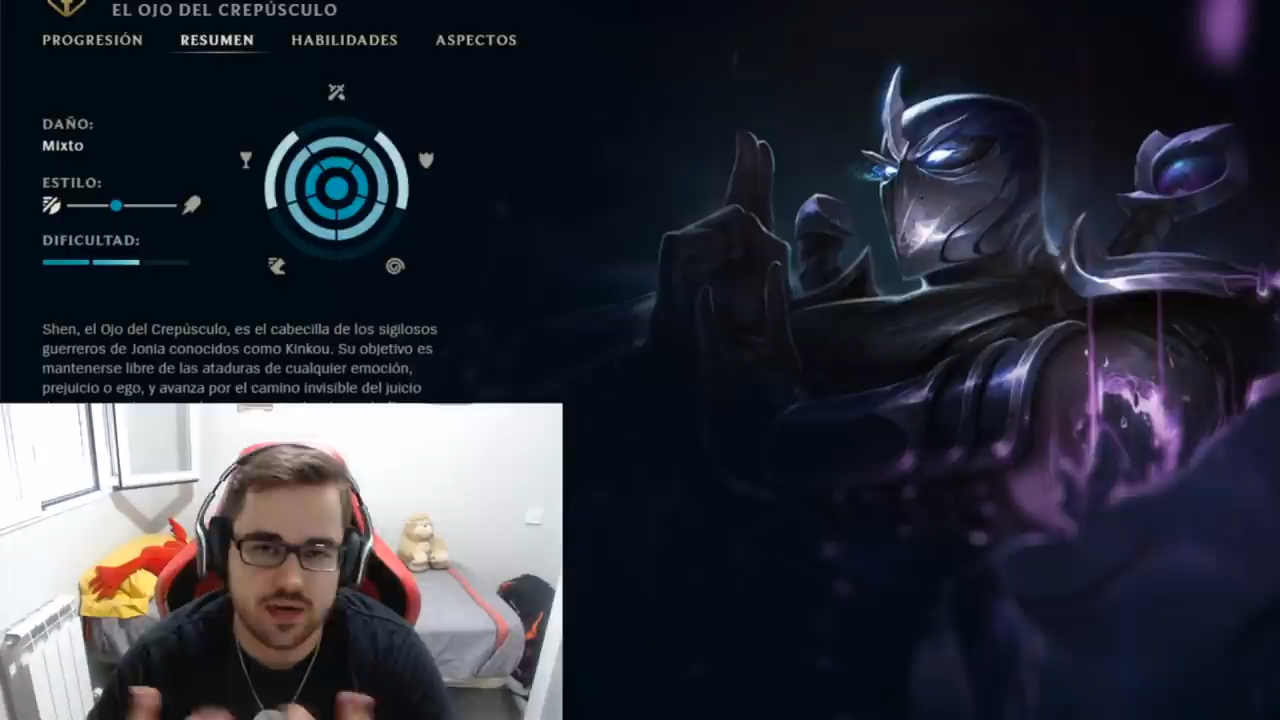 EL OJO DEL CREPÚSCULO
PROGRESIÓN RESUMEN HABILIDADES ASPECTOS
DAÑO:
Mixto
ESTILO:
DIFICULTAD:
Shen, el Ojo del Crepúsculo, es el cabecilla de los sigilosos
guerreros de Jonia conocidos como Kinkou. Su objetivo es
mantenerse libre de las ataduras de cualquier emoción,
prejuicio o ego, y avanza por el camino invisible del juicio